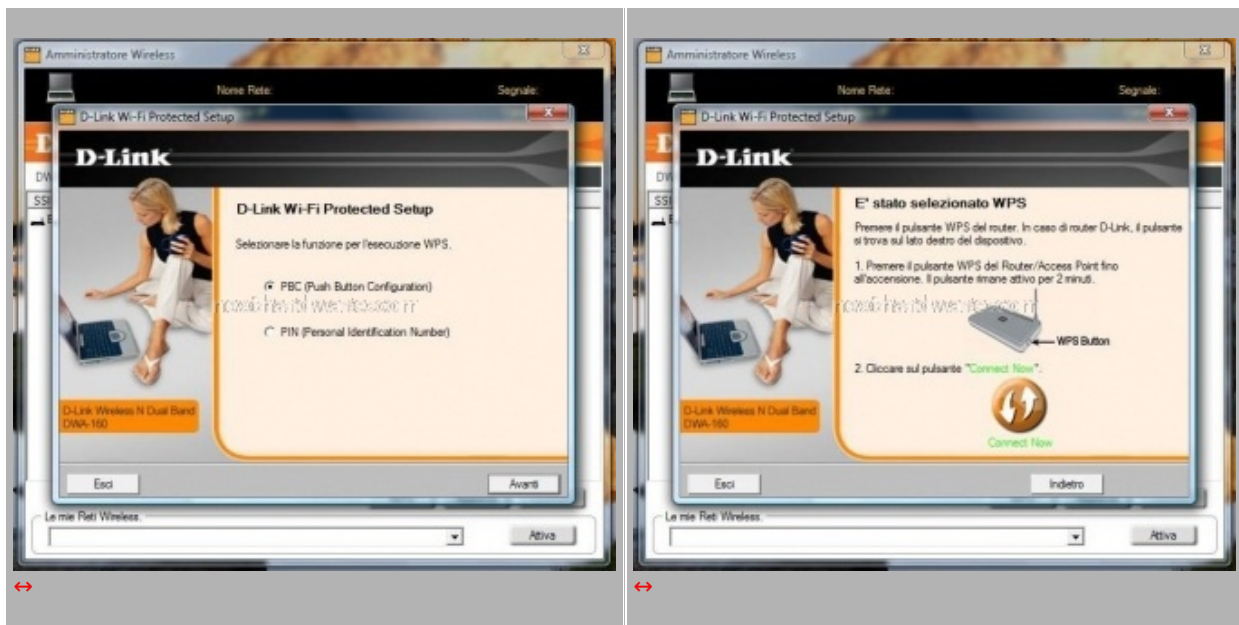 Amministratore Wireless
Nome Rete:
Segnale:
D-Link Wi-Fi Protected Setup
D-Link
D-Link Wi-Fi Protected Setup
Selezionare la funzione per l'esecuzione WPS.
PBC (Push Button Configuration)
PIN (Personal Identification Number)
D-Link Wireless N Dual Band
DWA-160
Esci
Avanti
Le mie Reti Wireless.
Attiva
Amministratore Wireless
Nome Rete:
Segnale:
D-Link Wi-Fi Protected Setup
D-Link
E' stato selezionato WPS
Premere il pulsante WPS del router. In caso di router D-Link, il pulsante
si trova sul lato destro del dispositivo.
1. Premere il pulsante WPS del Router/Access Point fino
all'accensione. Il pulsante rimane attivo per 2 minuti.
WPS Button
2. Cliccare sul pulsante "Connect Now".
Connect Now
D-Link Wireless N Dual Band
DWA-160
Esci
Indietro
Le mie Reti Wireless.
Attiva